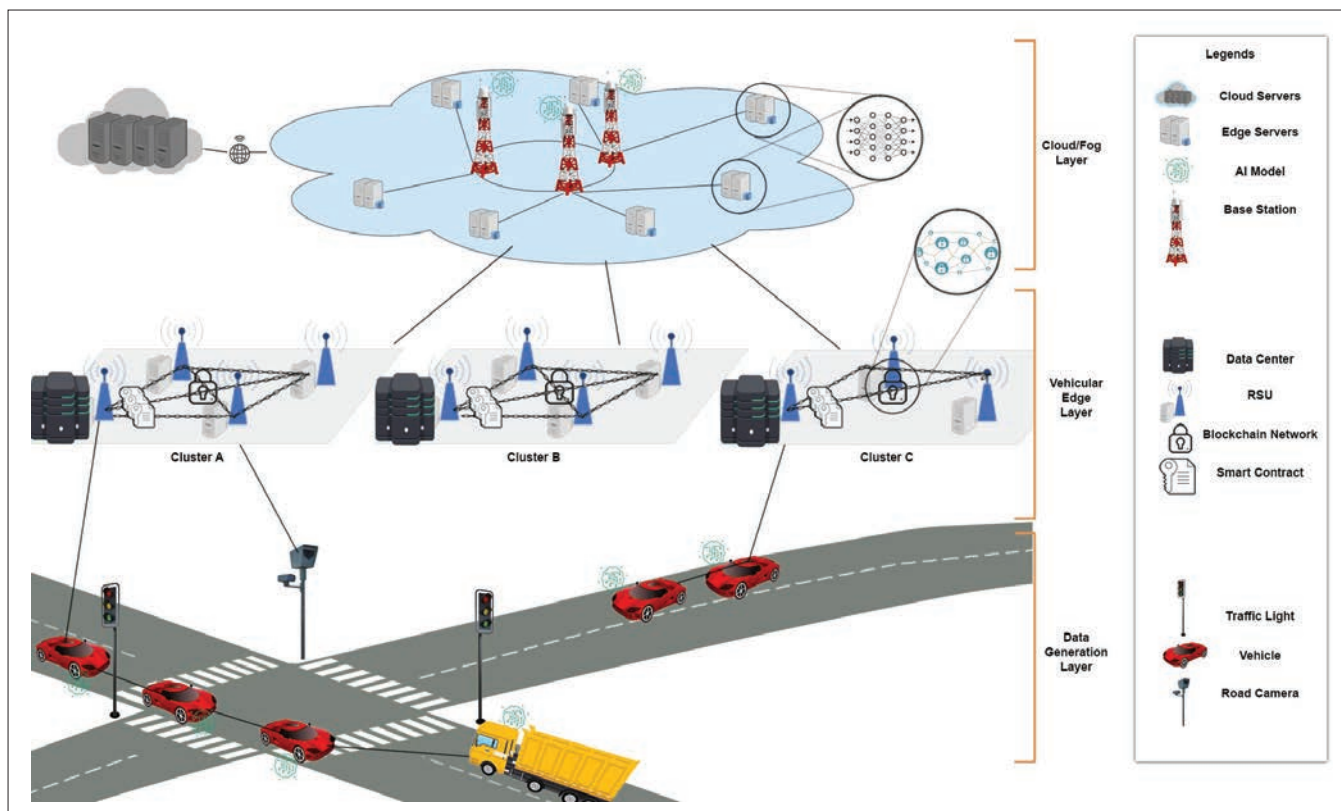 Cloud/Fog
Layer
Cluster A
Cluster B
Cluster C
Vehicular
Edge
Layer
Data
Generation
Layer
Legends
Cloud Servers
Edge Servers
AI Model
Base Station
Data Center
RSU
Blockchain Network
Smart Contract
Traffic Light
Vehicle
Road Camera